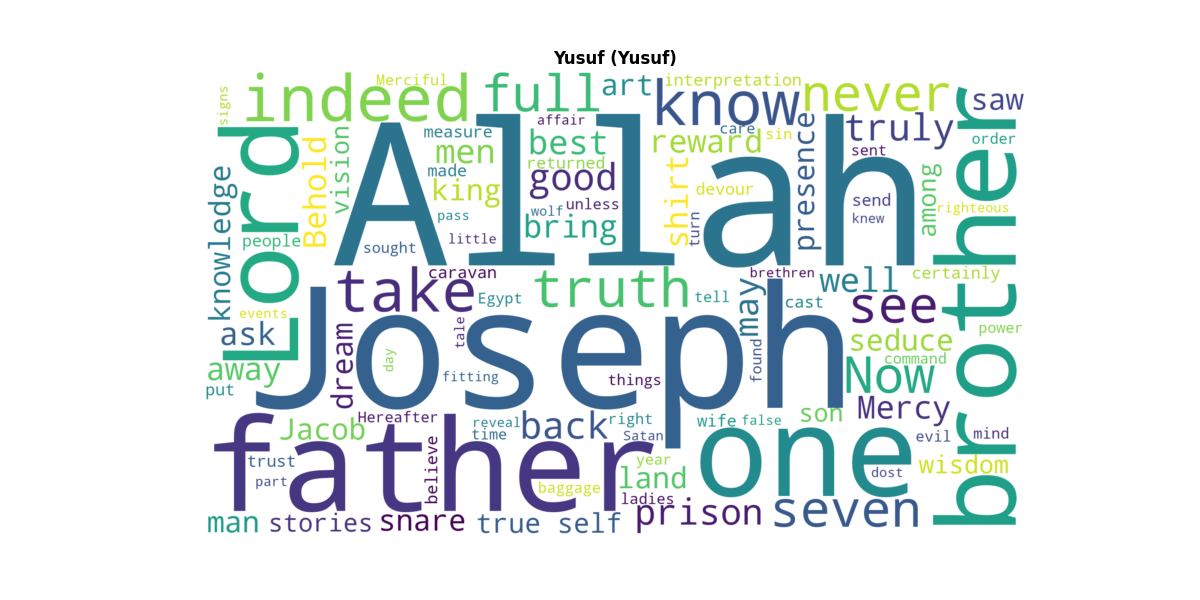 Yusuf (Yusuf)
signs
Merciful
indeed
full
art
interpretation
know
never
saw
Lord
Allah
affair
measure
best
men
made
returned
good
king
pass
wolf
unless
bring
little
sought
vision
Behold
knowledge
people
reward
care
sin
truly
sent
order
presence
shirt
devour
turn
send
knew
among
righteous
brother
caravan
take
Egypt
truth
tell
brethren
well
certainly
may
cast
see
power
events
ask
Joseph
dream
day
tale
fitting
things
found
seduce
command
Now
away
put
Hereafter
Jacob
father
believe
reveal
time
back
right
Satan
wife
false
son
Mercy
one
evil
mind
trust
part
year
land
baggage
ladies
dost
wisdom
man
stories
snare
true self
prison
seven